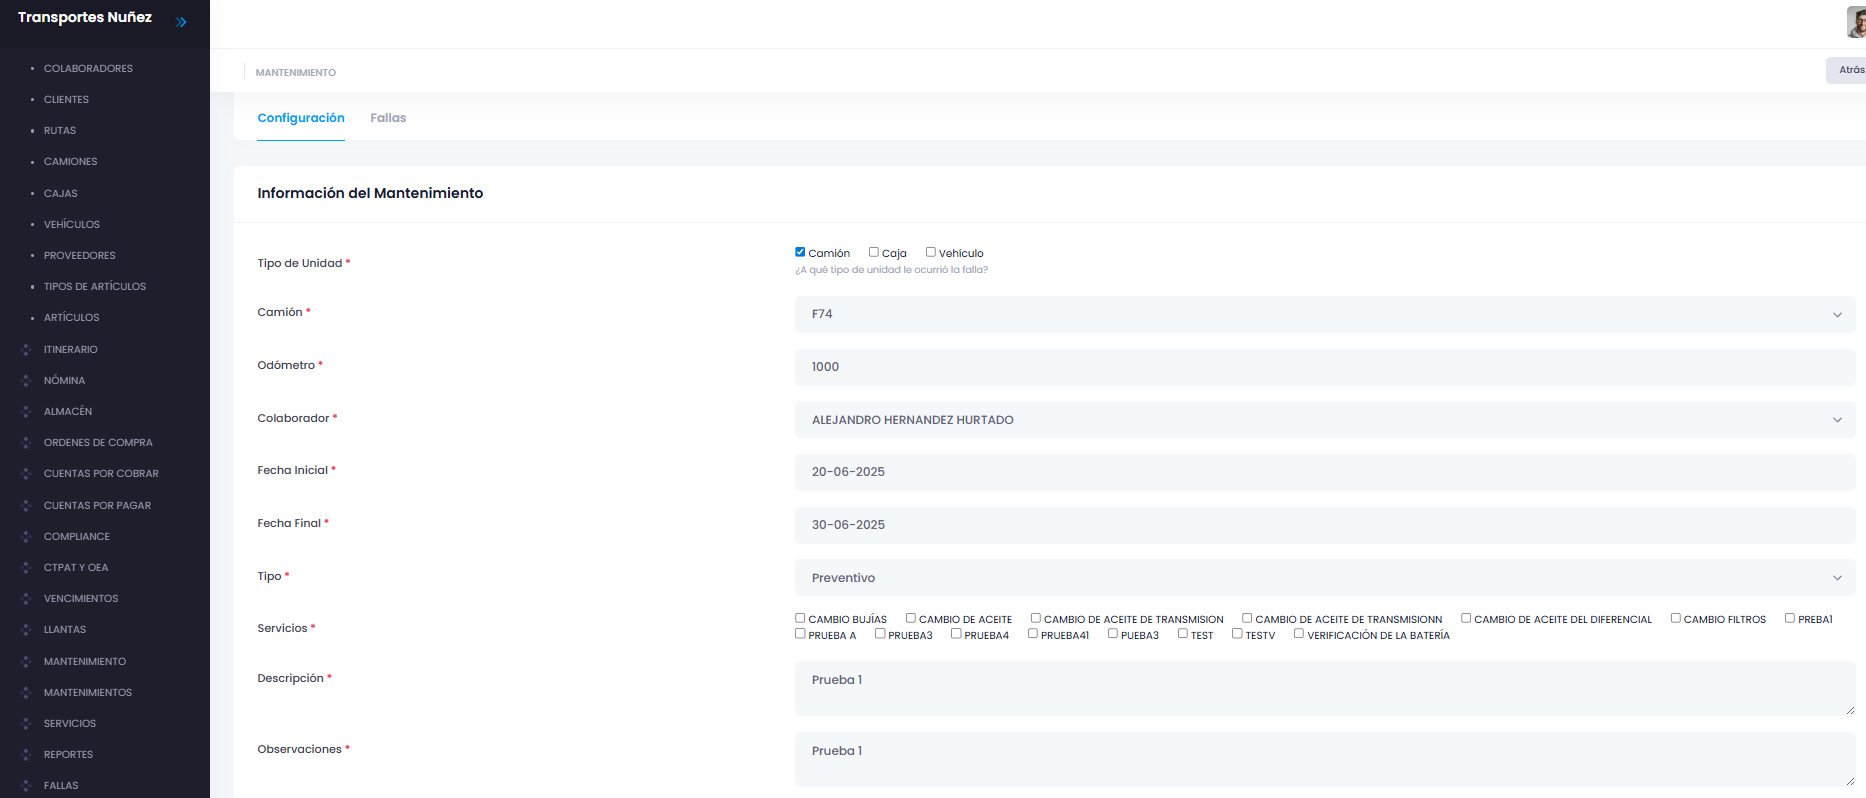 Transportes Nuñez
COLABORADORES
CLIENTES
RUTAS
CAMIONES
CAJAS
VEHÍCULOS
PROVEEDORES
TIPOS DE ARTÍCULOS
ARTÍCULOS
ITINERARIO
NÓMINA
ALMACÉN
ORDENES DE COMPRA
CUENTAS POR COBRAR
CUENTAS POR PAGAR
COMPLIANCE
CTPAT Y OEA
VENCIMIENTOS
LLANTAS
MANTENIMIENTO
MANTENIMIENTOS
SERVICIOS
REPORTES
FALLAS
MANTENIMIENTO
Atrás
Configuración Fallas
Información del Mantenimiento
Tipo de Unidad *
Camión Caja Vehículo
¿A qué tipo de unidad le ocurrió la falla?
Camión *
F74
Odómetro *
1000
Colaborador *
ALEJANDRO HERNANDEZ HURTADO
Fecha Inicial *
20-06-2025
Fecha Final *
30-06-2025
Tipo *
Preventivo
Servicios *
CAMBIO BUJÍAS CAMBIO DE ACEITE CAMBIO DE ACEITE DE TRANSMISION CAMBIO DE ACEITE DE TRANSMISIONN CAMBIO DE ACEITE DEL DIFERENCIAL CAMBIO FILTROS PREBA1
PRUEBA A PRUEBA3 PRUEBA4 PRUEBA41 PUEBA3 TEST TESTV VERIFICACIÓN DE LA BATERÍA
Descripción *
Prueba 1
Observaciones *
Prueba 1